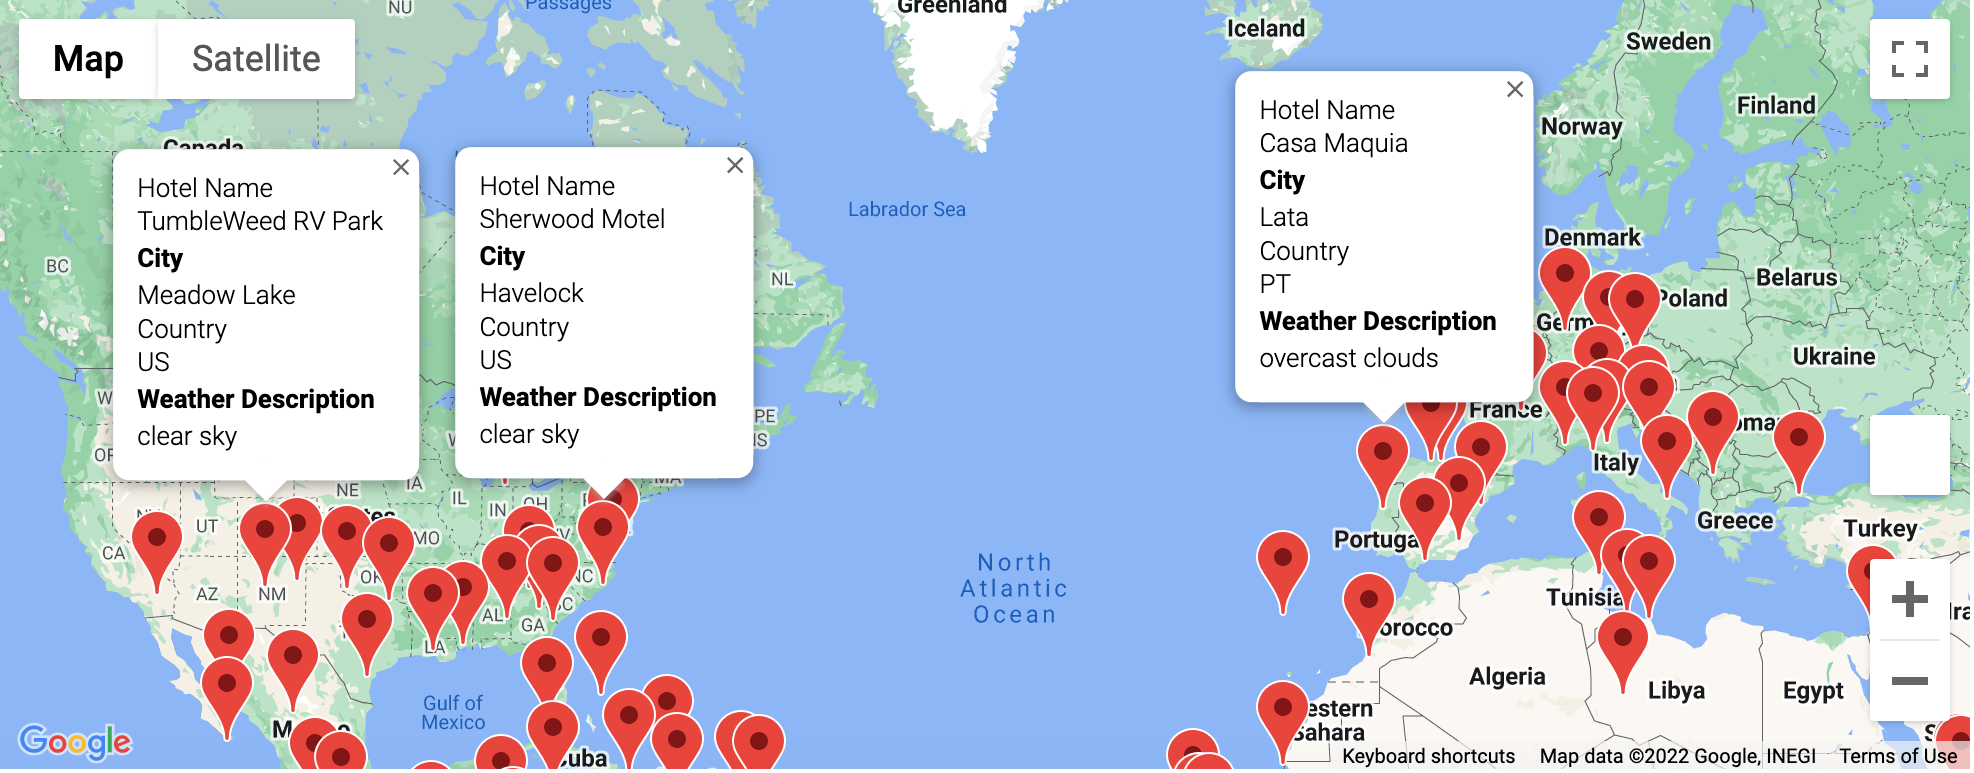 Map
Satellite
NU
Passages
Greenland
Iceland
Sweden
Finland
Norway
Canada
Hotel Name
TumbleWeed RV Park
City
Meadow Lake
Country
US
Weather Description
clear sky
Hotel Name
Sherwood Motel
City
Havelock
Country
US
Weather Description
clear sky
Hotel Name
Casa Maquia
City
Lata
Country
PT
Weather Description
overcast clouds
Labrador Sea
BC
NL
Denmark
Belarus
Poland
Germ
Ukraine
France
Italy
Greece
Turkey
Portuga
PE
NE
IA
IL
IN
OH
MA
UT
CA
AZ
NM
OK
MO
NC
SC
AL
GA
LA
North
Atlantic
Ocean
Tunisia
orocco
Algeria
Libya
Egypt
estern
Sahara
Gulf of
Mexico
uba
Google
Keyboard shortcuts
Map data ©2022 Google, INEGI
Terms of Use